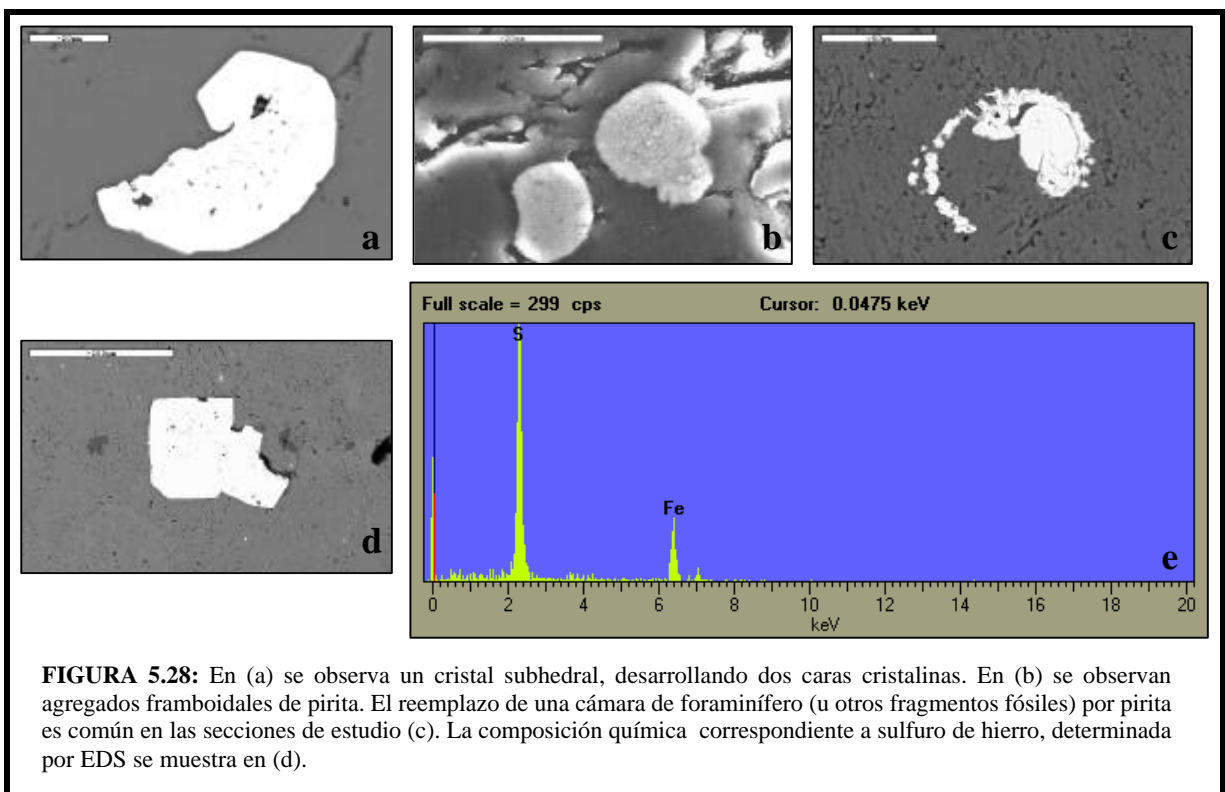 a
b
c
d
Full scale = 299 cps Cursor: 0.0475 keV
S
Fe
e
0 2 4 6 8 10 12 14 16 18 20
keV
FIGURA 5.28: En (a) se observa un cristal subhedral, desarrollando dos caras cristalinas. En (b) se observan
agregados framboidales de pirita. El reemplazo de una cámara de foraminífero (u otros fragmentos fósiles) por pirita
es común en las secciones de estudio (c). La composición química correspondiente a sulfuro de hierro, determinada
por EDS se muestra en (d).